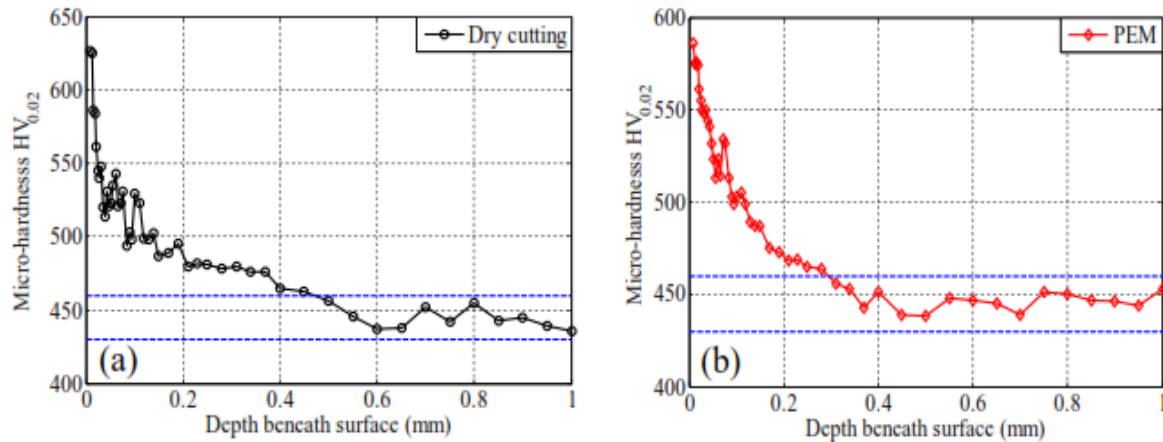 650
600
550
500
450
400
0
0.2
0.4
0.6
0.8
1
Micro-hardnesss HV0.02
Depth beneath surface (mm)
Dry cutting
(a)
600
550
500
450
400
0
0.2
0.4
0.6
0.8
1
Micro-hardnesss HV0.02
Depth beneath surface (mm)
PEM
(b)